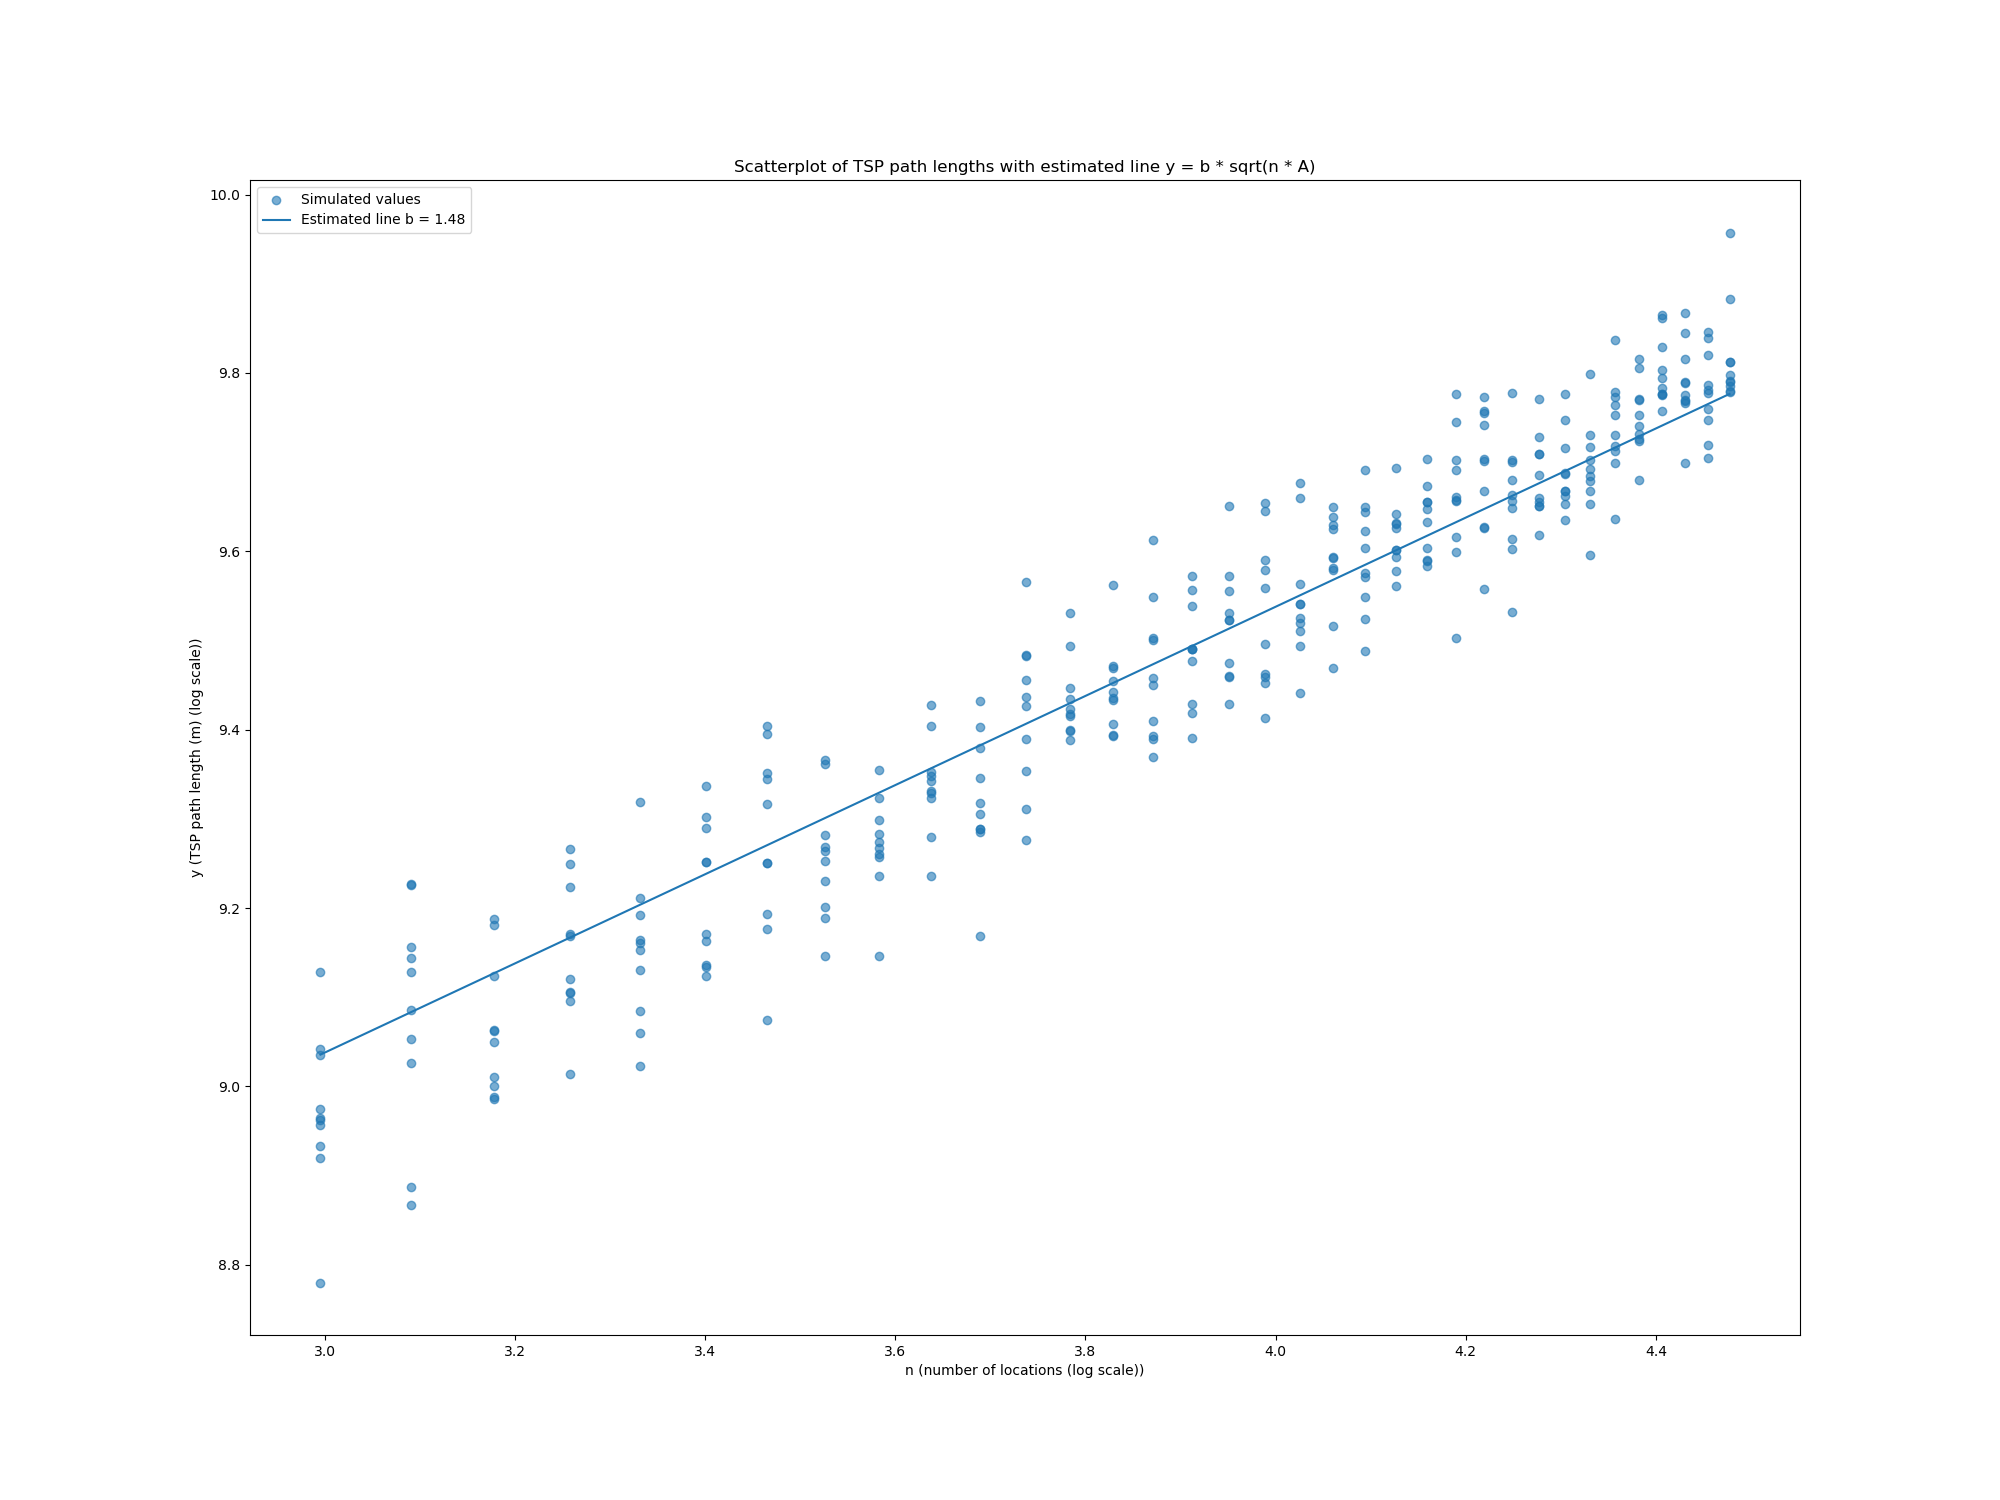 Scatterplot of TSP path lengths with estimated line y = b * sqrt(n * A)
Simulated values
Estimated line b = 1.48
y (TSP path length (m) (log scale))
10.0
9.8
9.6
9.4
9.2
9.0
8.8
3.0 3.2 3.4 3.6 3.8 4.0 4.2 4.4
n (number of locations (log scale))